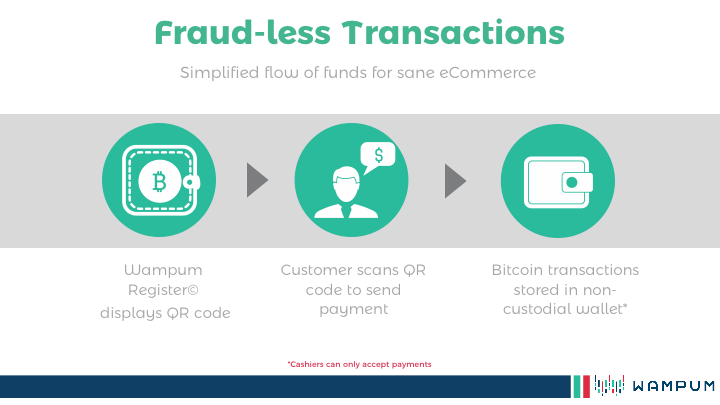 Fraud-less Transactions
Simplified flow of funds for sane eCommerce
$
Wampum
Register©
displays QR code
Customer scans QR
code to send
payment
Bitcoin transactions
stored in non-
custodial wallet*
*Cashiers can only accept payments
WAMPUM